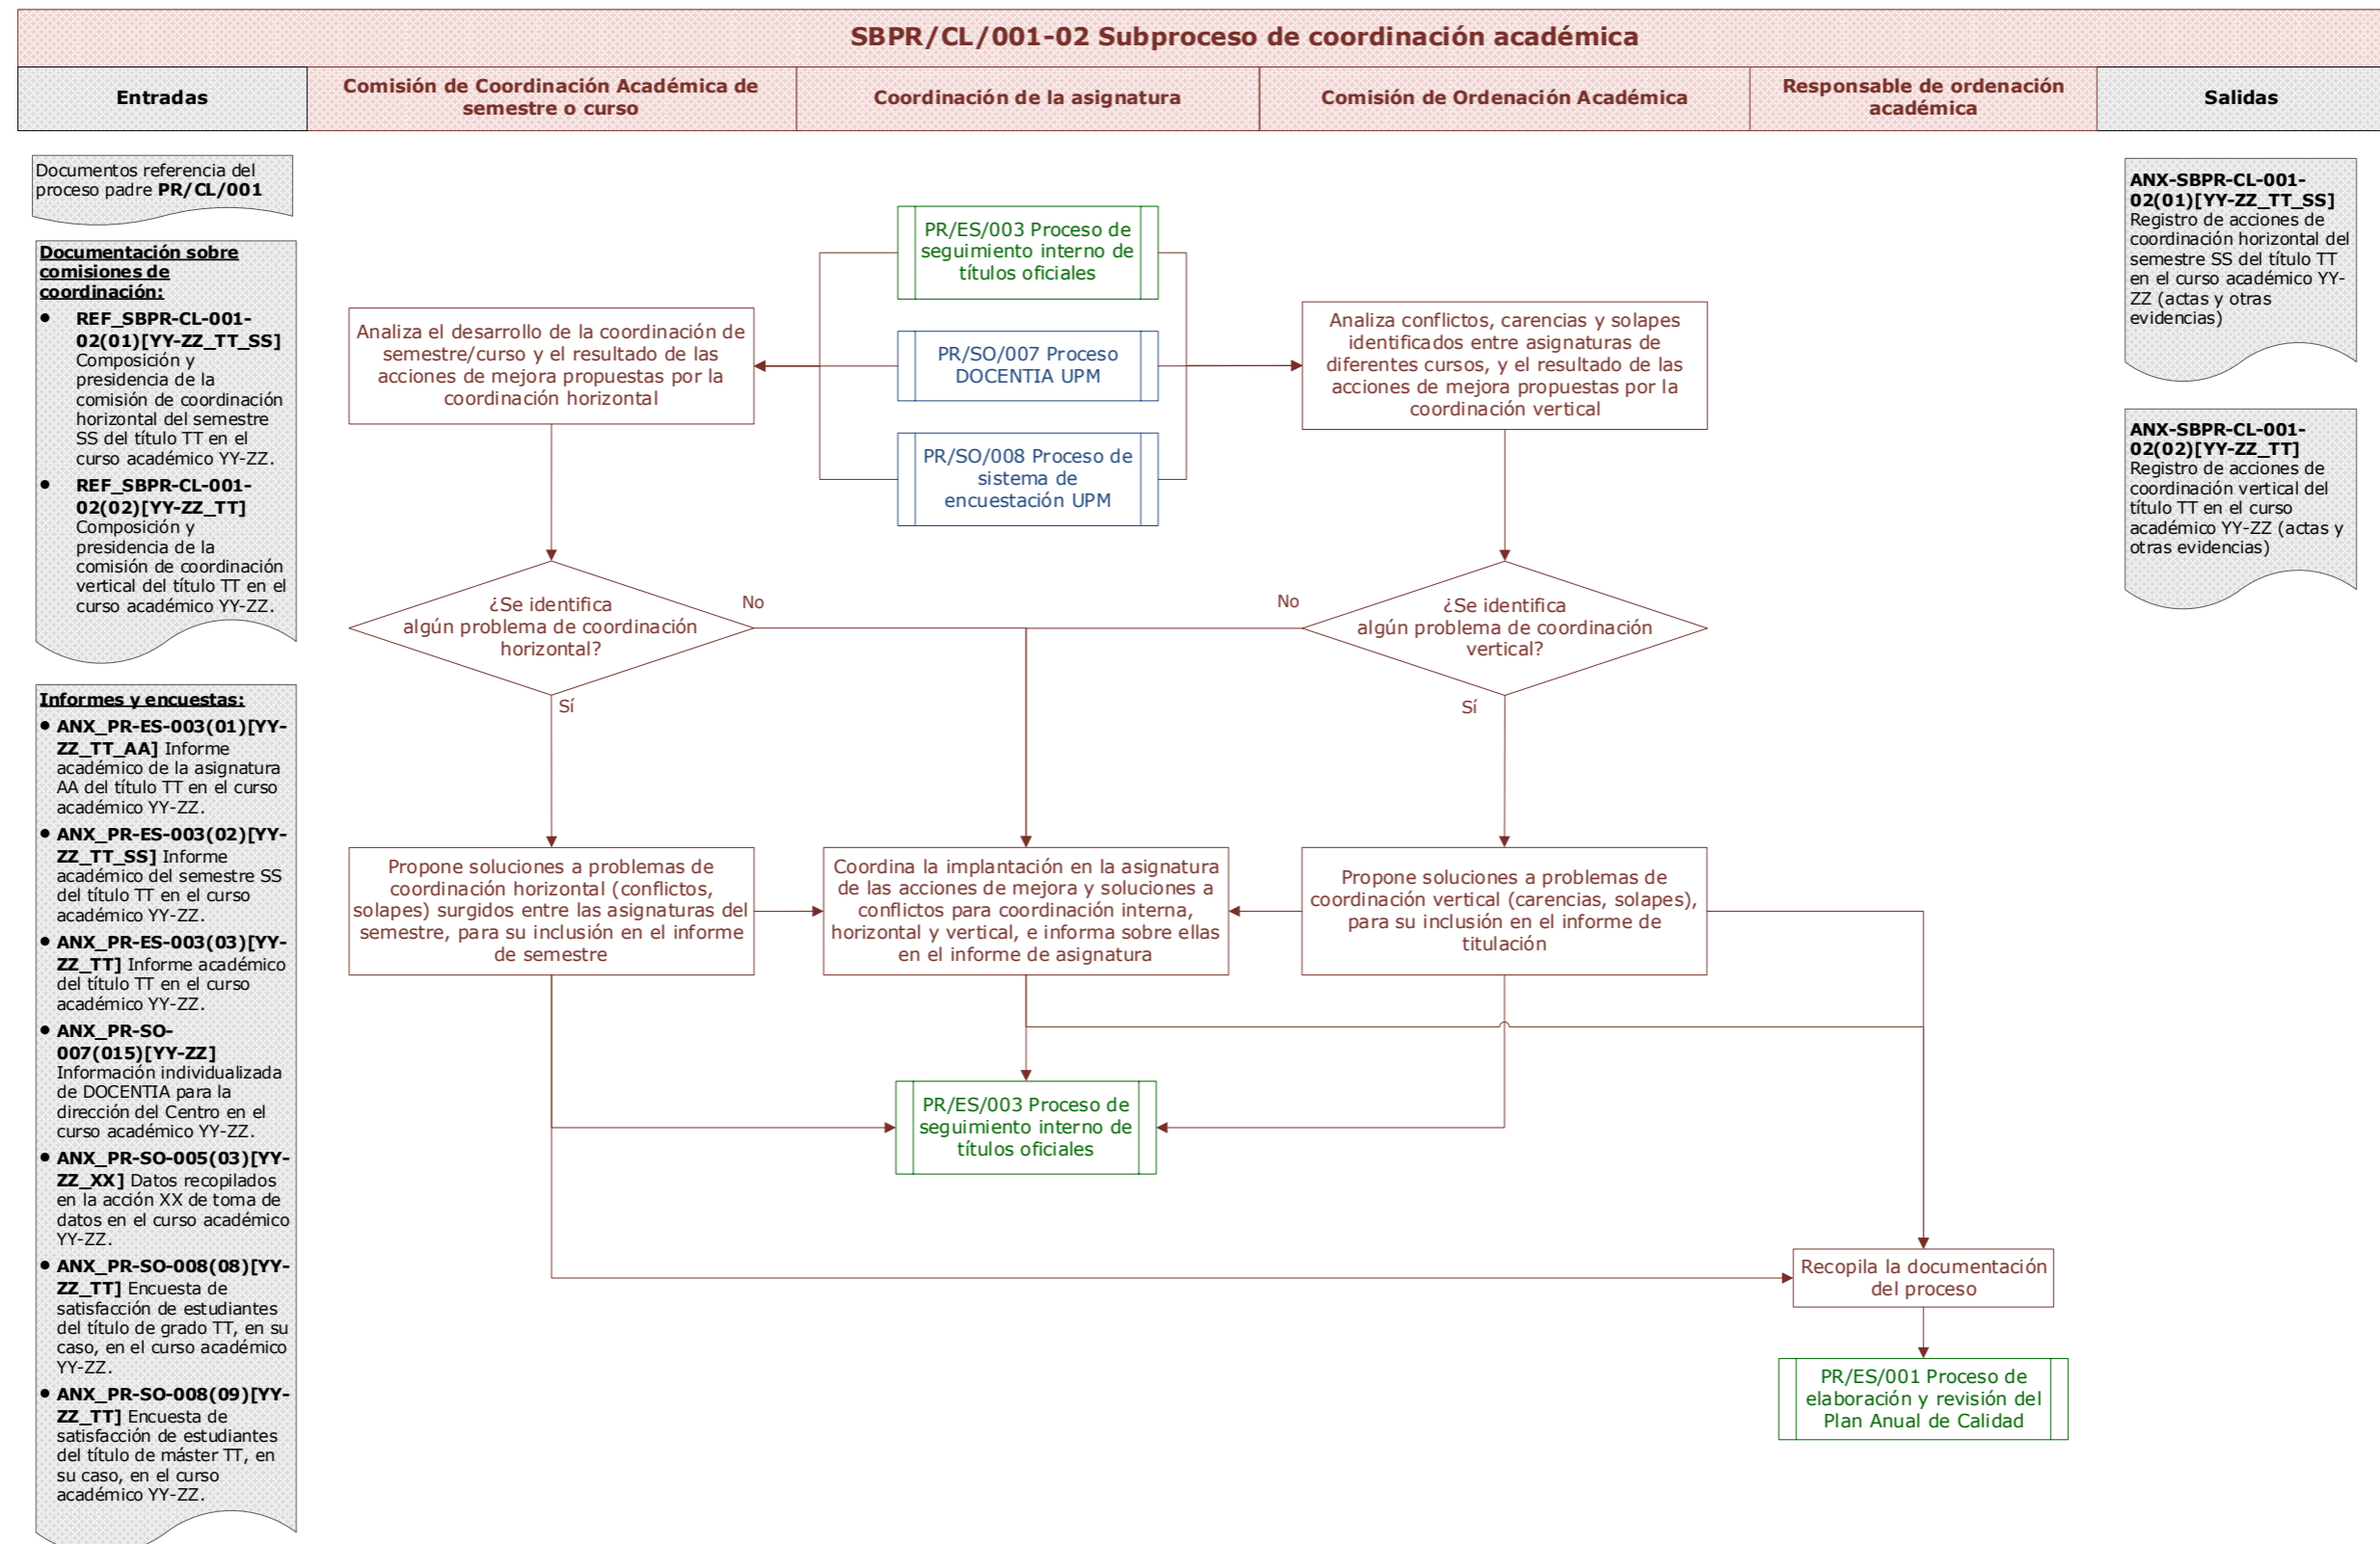 SBPR/CL/001-02 Subproceso de coordinación académica
Entradas
Comisión de Coordinación Académica de
semestre o curso
Coordinación de la asignatura
Comisión de Ordenación Académica
Responsable de ordenación
académica
Salidas
Documentos referencia del
proceso padre PR/CL/001
Documentación sobre
comisiones de
coordinación:
• REF_SBPR-CL-001-
02(01)[YY-ZZ_TT_SS]
Composición y
presidencia de la
comisión de coordinación
horizontal del semestre
SS del título TT en el
curso académico YY-ZZ.
• REF_SBPR-CL-001-
02(02)[YY-ZZ_TT]
Composición y
presidencia de la
comisión de coordinación
vertical del título TT en el
curso académico YY-ZZ.
Informes y encuestas:
• ANX_PR-ES-003(01)[YY-
ZZ_TT_AA] Informe
académico de la asignatura
AA del título TT en el curso
académico YY-ZZ.
• ANX_PR-ES-003(02)[YY-
ZZ_TT_SS] Informe
académico del semestre SS
del título TT en el curso
académico YY-ZZ.
• ANX_PR-ES-003(03)[YY-
ZZ_TT] Informe académico
del título TT en el curso
académico YY-ZZ.
• ANX_PR-SO-
007(015)[YY-ZZ]
Información individualizada
de DOCENTIA para la
dirección del Centro en el
curso académico YY-ZZ.
• ANX_PR-SO-005(03)[YY-
ZZ_XX] Datos recopilados
en la acción XX de toma de
datos en el curso académico
YY-ZZ.
• ANX_PR-SO-008(08)[YY-
ZZ_TT] Encuesta de
satisfacción de estudiantes
del título de grado TT, en su
caso, en el curso académico
YY-ZZ.
• ANX_PR-SO-008(09)[YY-
ZZ_TT] Encuesta de
satisfacción de estudiantes
del título de máster TT, en
su caso, en el curso
académico YY-ZZ.
PR/ES/003 Proceso de
seguimiento interno de
títulos oficiales
PR/SO/007 Proceso
DOCENTIA UPM
PR/SO/008 Proceso de
sistema de
encuestación UPM
Analiza el desarrollo de la coordinación de
semestre/curso y el resultado de las
acciones de mejora propuestas por la
coordinación horizontal
Analiza conflictos, carencias y solapes
identificados entre asignaturas de
diferentes cursos, y el resultado de las
acciones de mejora propuestas por la
coordinación vertical
¿Se identifica
algún problema de coordinación
horizontal?
No
Sí
No
¿Se identifica
algún problema de coordinación
vertical?
Sí
Propone soluciones a problemas de
coordinación horizontal (conflictos,
solapes) surgidos entre las asignaturas del
semestre, para su inclusión en el informe
de semestre
Coordina la implantación en la asignatura
de las acciones de mejora y soluciones a
conflictos para coordinación interna,
horizontal y vertical, e informa sobre ellas
en el informe de asignatura
Propone soluciones a problemas de
coordinación vertical (carencias, solapes),
para su inclusión en el informe de
titulación
PR/ES/003 Proceso de
seguimiento interno de
títulos oficiales
Recopila la documentación
del proceso
PR/ES/001 Proceso de
elaboración y revisión del
Plan Anual de Calidad
ANX-SBPR-CL-001-
02(01)[YY-ZZ_TT_SS]
Registro de acciones de
coordinación horizontal del
semestre SS del título TT
en el curso académico YY-
ZZ (actas y otras
evidencias)
ANX-SBPR-CL-001-
02(02)[YY-ZZ_TT]
Registro de acciones de
coordinación vertical del
título TT en el curso
académico YY-ZZ (actas y
otras evidencias)